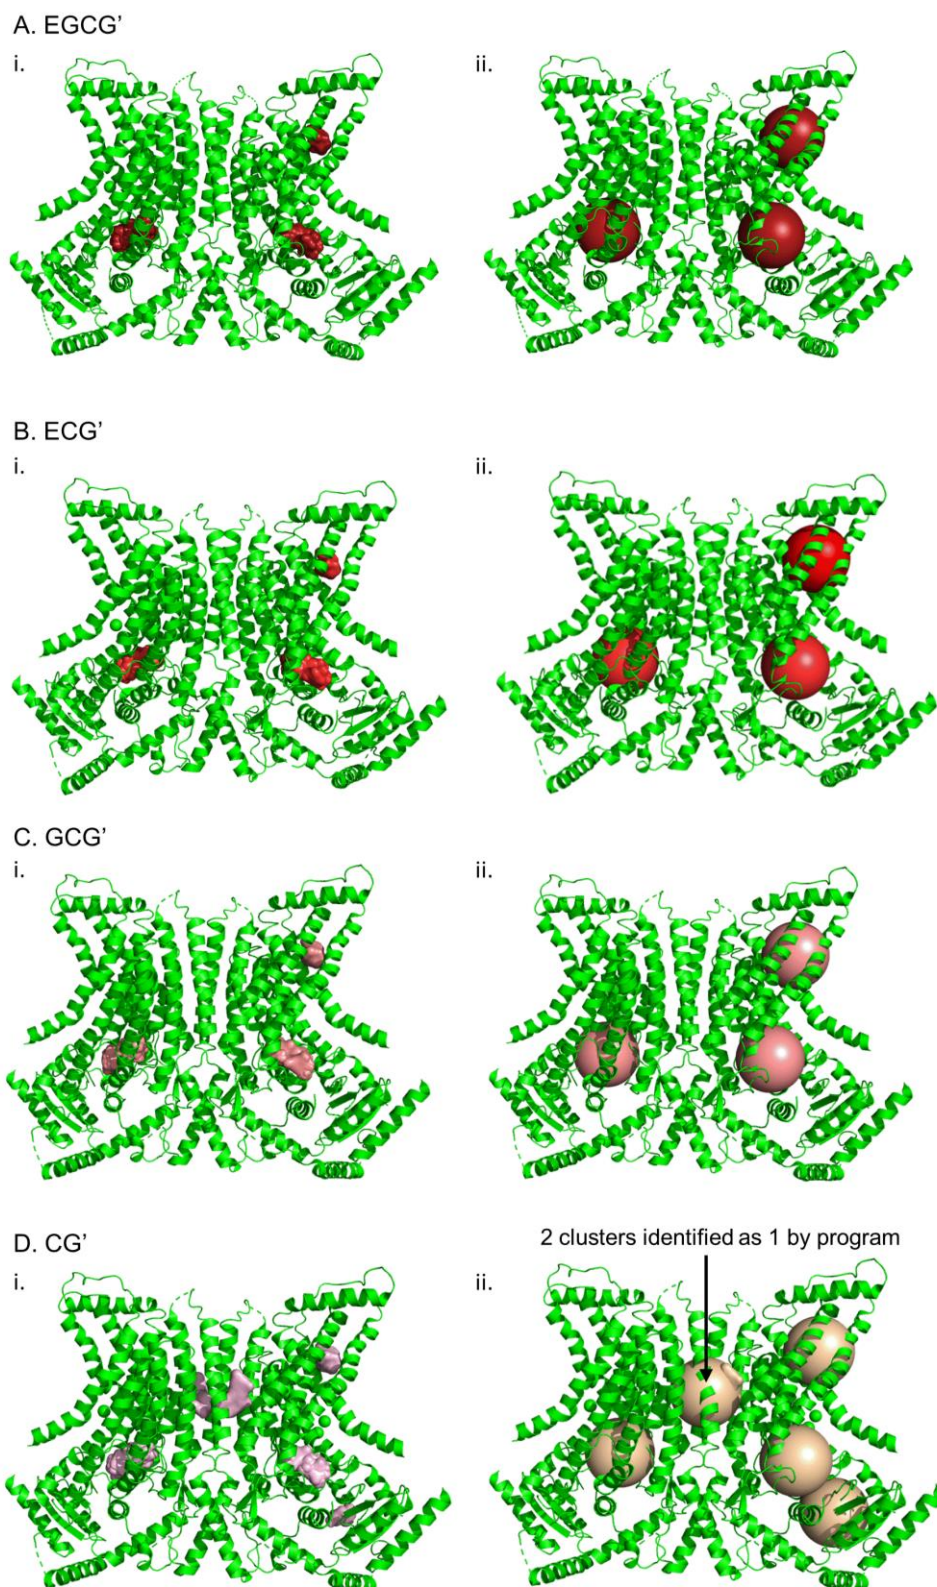 A. EGCG’
i.
ii.
B. ECG’
i.
ii.
C. GCG’
i.
ii.
D. CG’
2 clusters identified as 1 by program
i.
ii.